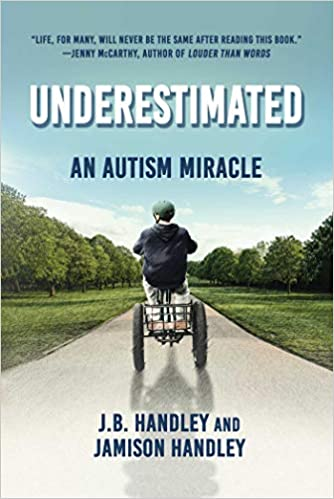 “LIFE, FOR MANY, WILL NEVER BE THE SAME AFTER READING THIS BOOK.”
—JENNY MCCARTHY, AUTHOR OF LOUDER THAN WORDS
UNDERESTIMATED
AN AUTISM MIRACLE
J.B. HANDLEY AND
JAMISON HANDLEY